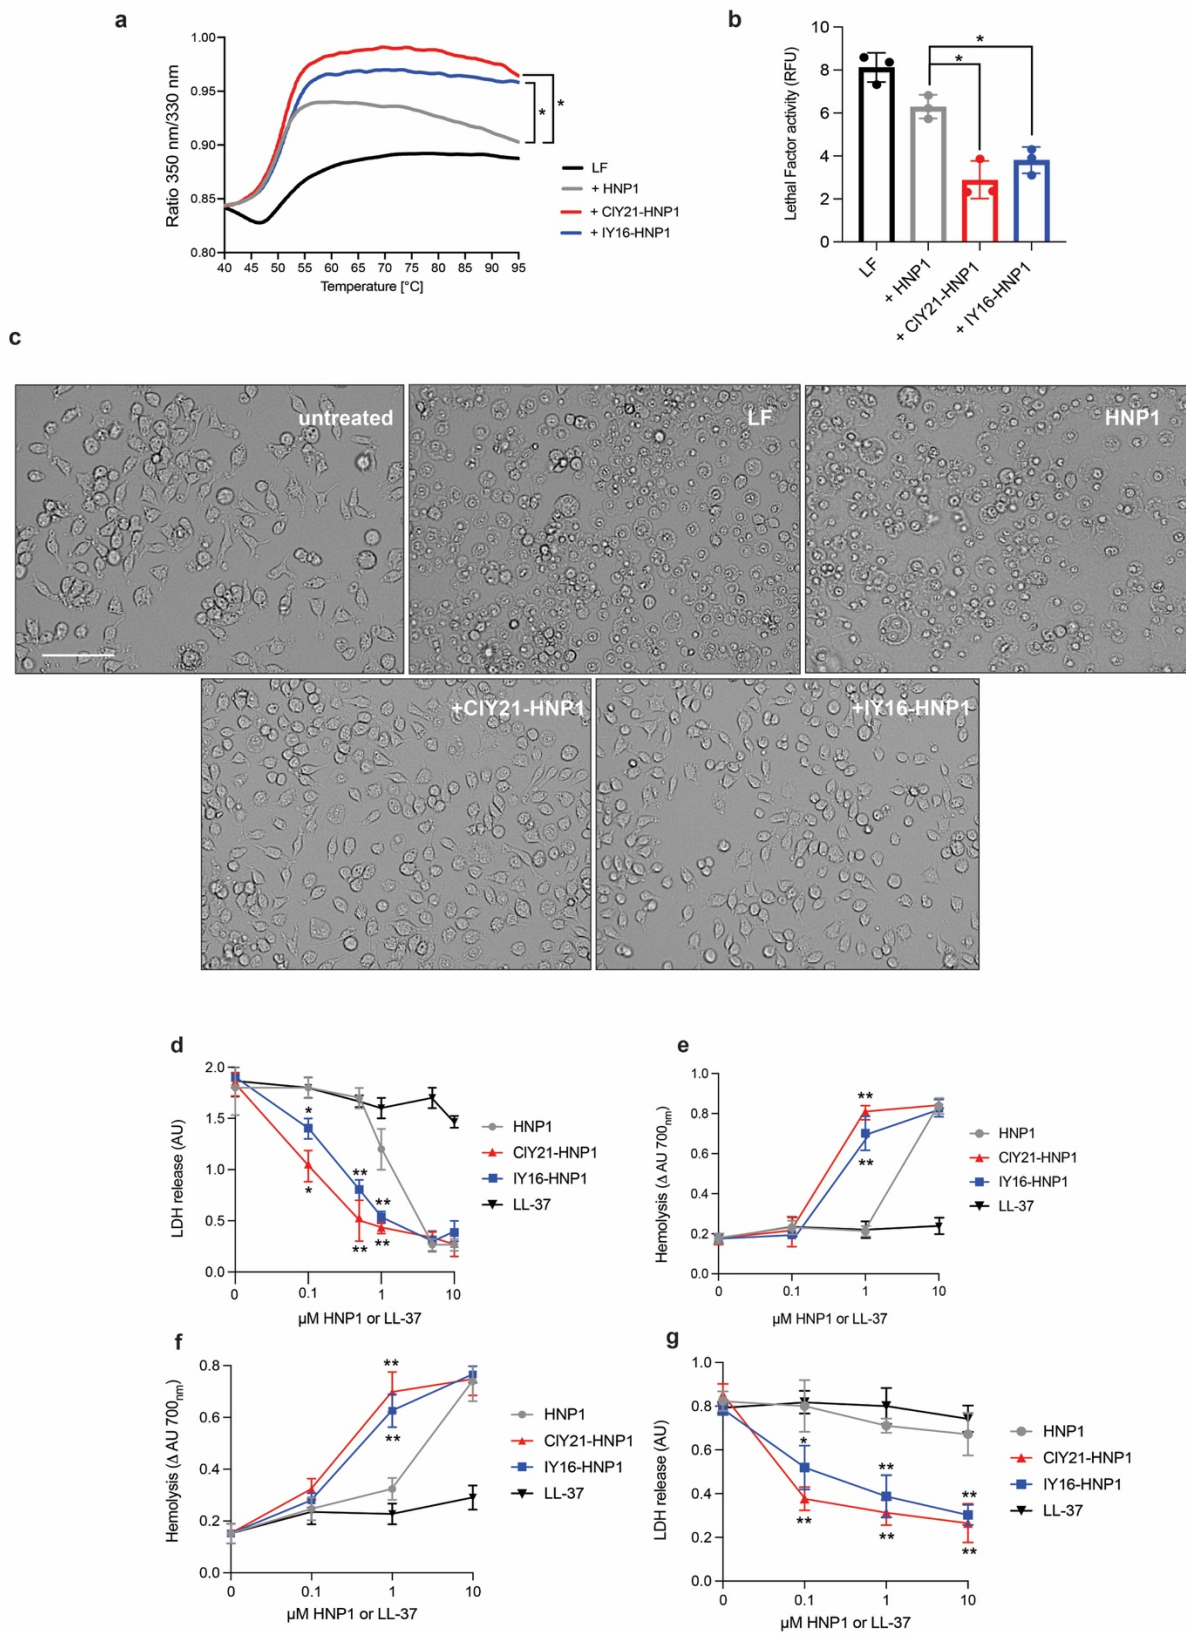 a
Ratio 350 nm/330 nm
1.00
0.95
0.90
0.85
0.80
40 45 50 55 60 65 70 75 80 85 90 95
Temperature [°C]
*
*
LF
+ HNP1
+ CIY21-HNP1
+ IY16-HNP1
b
Lethal Factor activity (RFU)
10
8
6
4
2
0
*
*
LF
+ HNP1
+ CIY21-HNP1
+ IY16-HNP1
c
untreated
LF
HNP1
+CIY21-HNP1
+IY16-HNP1
d
LDH release (AU)
2.0
1.5
1.0
0.5
0.0
*
*
**
**
**
**
0 0.1 1 10
µM HNP1 or LL-37
HNP1
CIY21-HNP1
IY16-HNP1
LL-37
e
Hemolysis (Δ AU 700nm)
1.0
0.8
0.6
0.4
0.2
0.0
**
**
0 0.1 1 10
µM HNP1 or LL-37
HNP1
CIY21-HNP1
IY16-HNP1
LL-37
f
Hemolysis (Δ AU 700nm)
0.8
0.6
0.4
0.2
0.0
**
**
0 0.1 1 10
µM HNP1 or LL-37
HNP1
CIY21-HNP1
IY16-HNP1
LL-37
g
LDH release (AU)
1.0
0.8
0.6
0.4
0.2
0.0
*
**
**
**
**
**
0 0.1 1 10
µM HNP1 or LL-37
HNP1
CIY21-HNP1
IY16-HNP1
LL-37